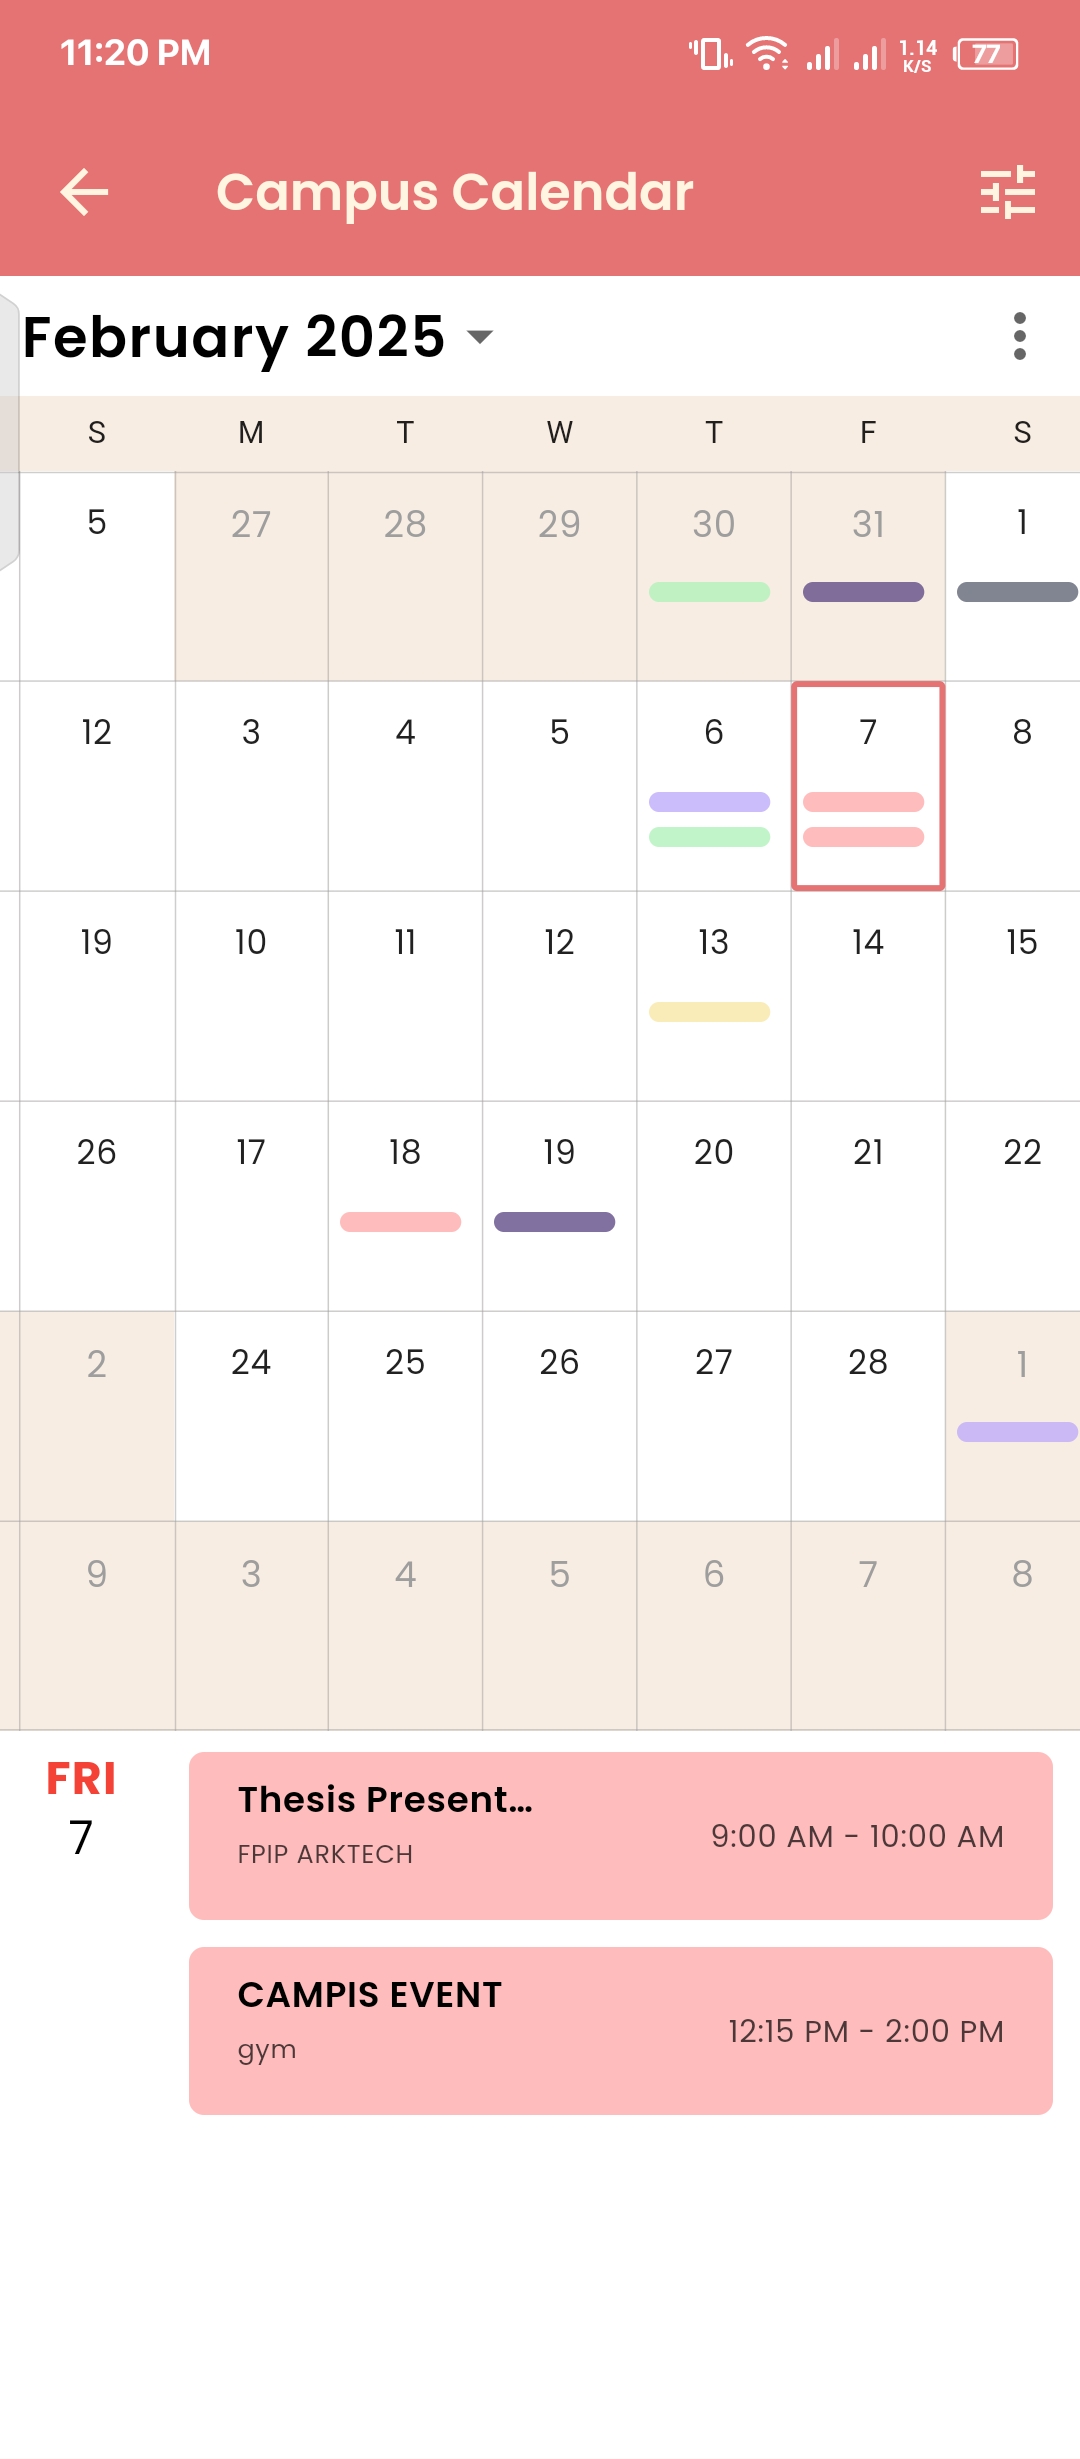 11:20 PM 1.14 K/S 77
Campus Calendar
February 2025
S M T W T F S
5 27 28 29 30 31 1
12 3 4 5 6 7 8
19 10 11 12 13 14 15
26 17 18 19 20 21 22
2 24 25 26 27 28 1
9 3 4 5 6 7 8
FRI
7
Thesis Present...
FPIP ARKTECH
9:00 AM - 10:00 AM
CAMPIS EVENT
gym
12:15 PM - 2:00 PM